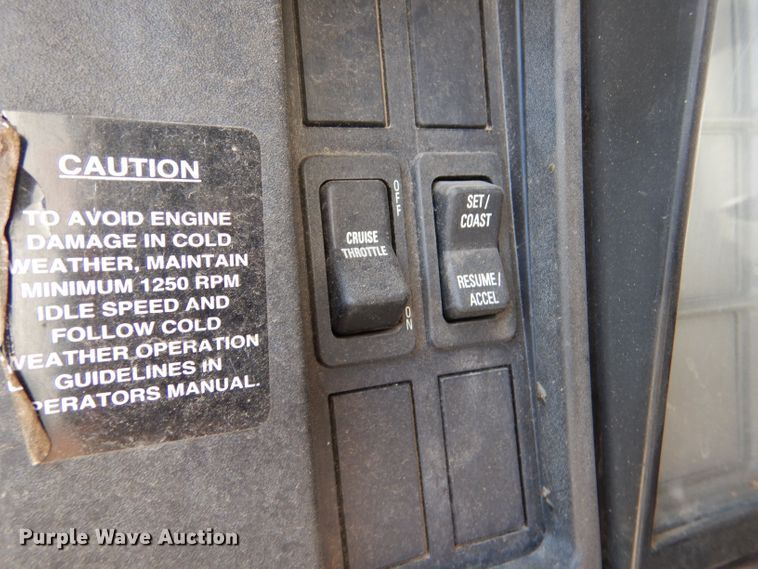 CAUTION
TO AVOID ENGINE
DAMAGE IN COLD
WEATHER, MAINTAIN
MINIMUM 1250 RPM
IDLE SPEED AND
FOLLOW COLD
WEATHER OPERATION
GUIDELINES IN
OPERATORS MANUAL.
OFF
CRUISE
THROTTLE
ON
SET/
COAST
RESUME/
ACCEL
Purple Wave Auction